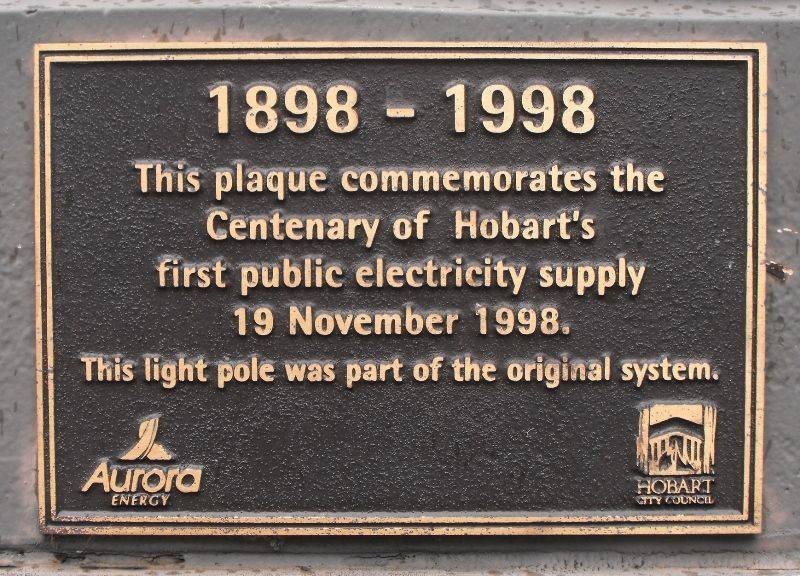 1898 - 1998
This plaque commemorates the
Centenary of Hobart's
first public electricity supply
19 November 1998.
This light pole was part of the original system.
Aurora
ENERGY
HOBART
CITY COUNCIL